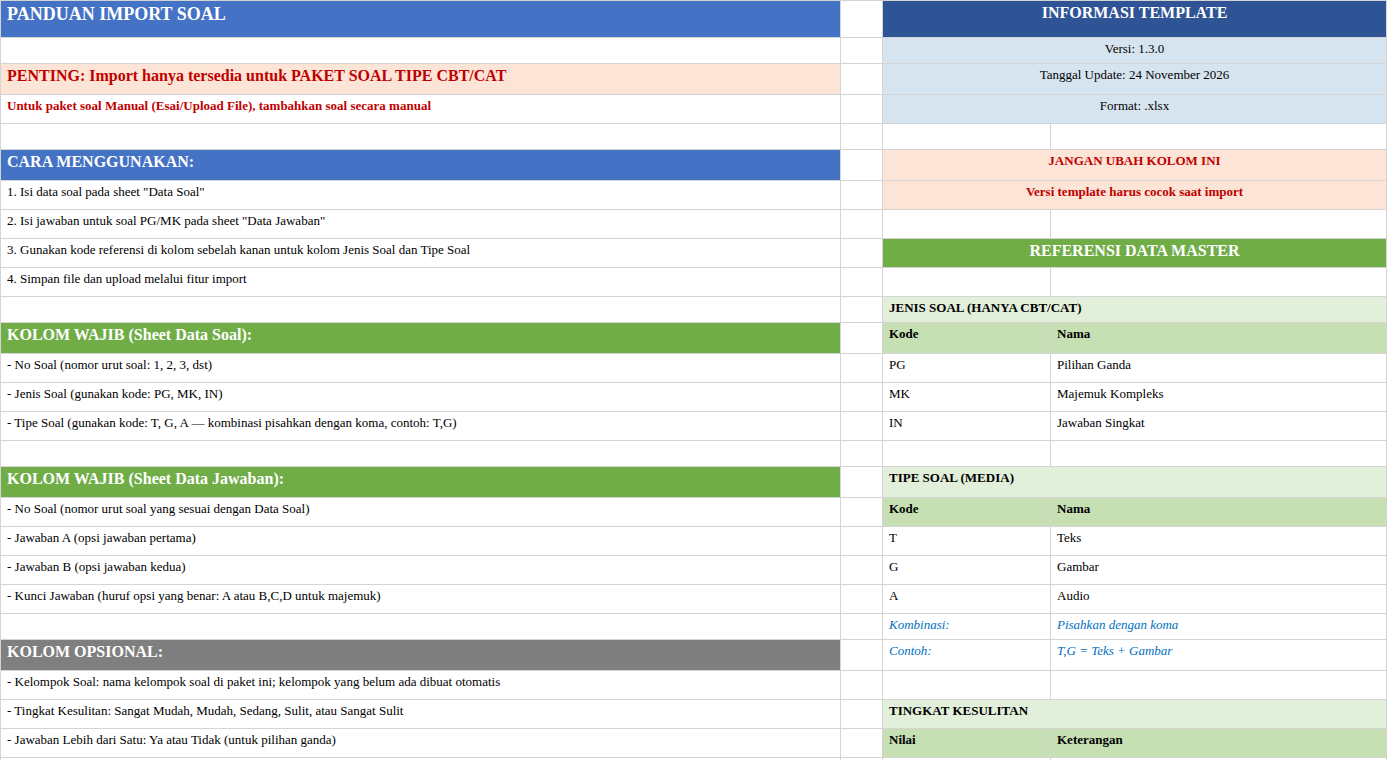 PANDUAN IMPORT SOAL
PENTING: Import hanya tersedia untuk PAKET SOAL TIPE CBT/CAT
Untuk paket soal Manual (Esai/Upload File), tambahkan soal secara manual
CARA MENGGUNAKAN:
1. Isi data soal pada sheet "Data Soal"
2. Isi jawaban untuk soal PG/MK pada sheet "Data Jawaban"
3. Gunakan kode referensi di kolom sebelah kanan untuk kolom Jenis Soal dan Tipe Soal
4. Simpan file dan upload melalui fitur import
KOLOM WAJIB (Sheet Data Soal):
- No Soal (nomor urut soal: 1, 2, 3, dst)
- Jenis Soal (gunakan kode: PG, MK, IN)
- Tipe Soal (gunakan kode: T, G, A — kombinasi pisahkan dengan koma, contoh: T,G)
KOLOM WAJIB (Sheet Data Jawaban):
- No Soal (nomor urut soal yang sesuai dengan Data Soal)
- Jawaban A (opsi jawaban pertama)
- Jawaban B (opsi jawaban kedua)
- Kunci Jawaban (huruf opsi yang benar: A atau B,C,D untuk majemuk)
KOLOM OPSIONAL:
- Kelompok Soal: nama kelompok soal di paket ini; kelompok yang belum ada dibuat otomatis
- Tingkat Kesulitan: Sangat Mudah, Mudah, Sedang, Sulit, atau Sangat Sulit
- Jawaban Lebih dari Satu: Ya atau Tidak (untuk pilihan ganda)
INFORMASI TEMPLATE
Versi: 1.3.0
Tanggal Update: 24 November 2026
Format: .xlsx
JANGAN UBAH KOLOM INI
Versi template harus cocok saat import
REFERENSI DATA MASTER
JENIS SOAL (HANYA CBT/CAT)
Kode Nama
PG Pilihan Ganda
MK Majemuk Kompleks
IN Jawaban Singkat
TIPE SOAL (MEDIA)
Kode Nama
T Teks
G Gambar
A Audio
Kombinasi: Pisahkan dengan koma
Contoh: T,G = Teks + Gambar
TINGKAT KESULITAN
Nilai Keterangan